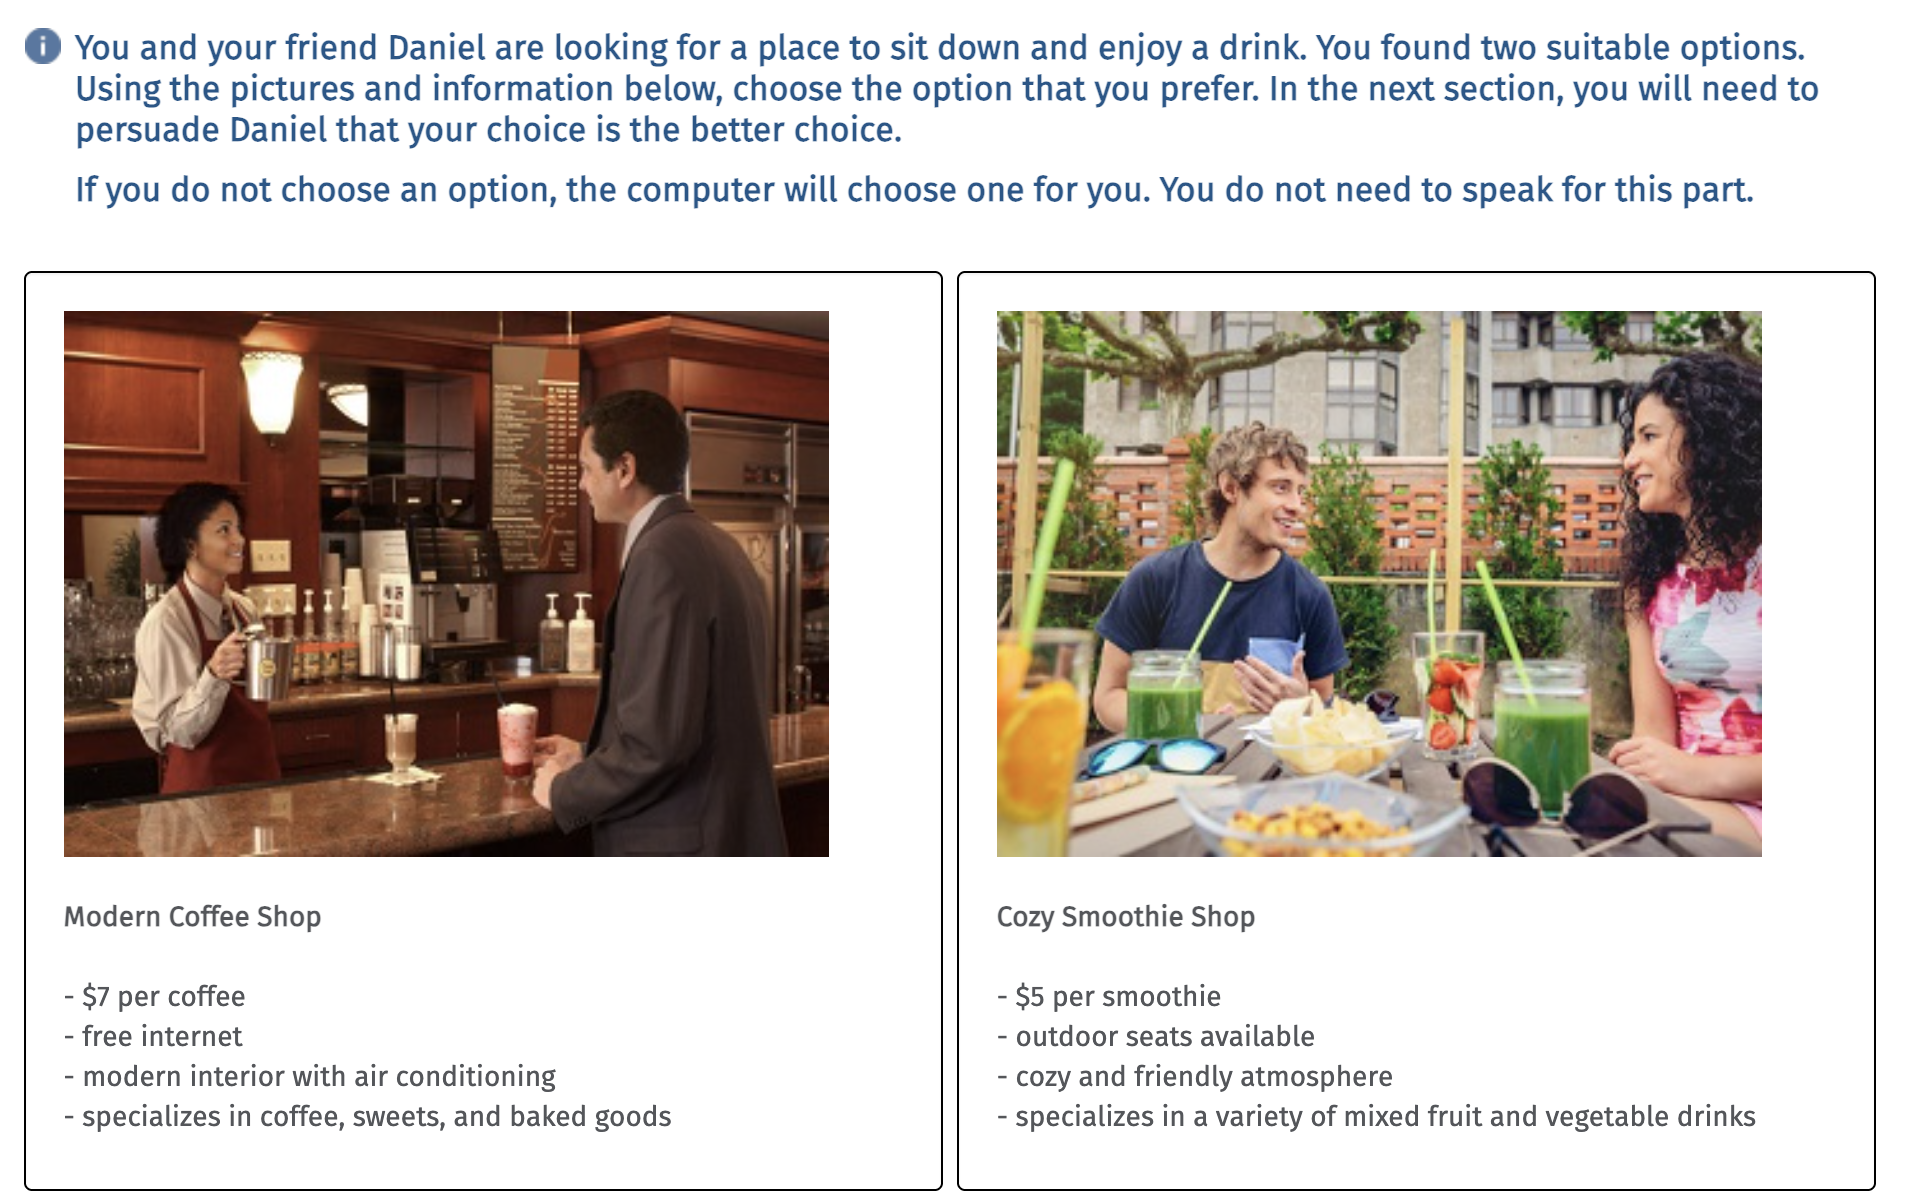 You and your friend Daniel are looking for a place to sit down and enjoy a drink. You found two suitable options.
Using the pictures and information below, choose the option that you prefer. In the next section, you will need to
persuade Daniel that your choice is the better choice.
If you do not choose an option, the computer will choose one for you. You do not need to speak for this part.
Modern Coffee Shop
- $7 per coffee
- free internet
- modern interior with air conditioning
- specializes in coffee, sweets, and baked goods
Cozy Smoothie Shop
- $5 per smoothie
- outdoor seats available
- cozy and friendly atmosphere
- specializes in a variety of mixed fruit and vegetable drinks